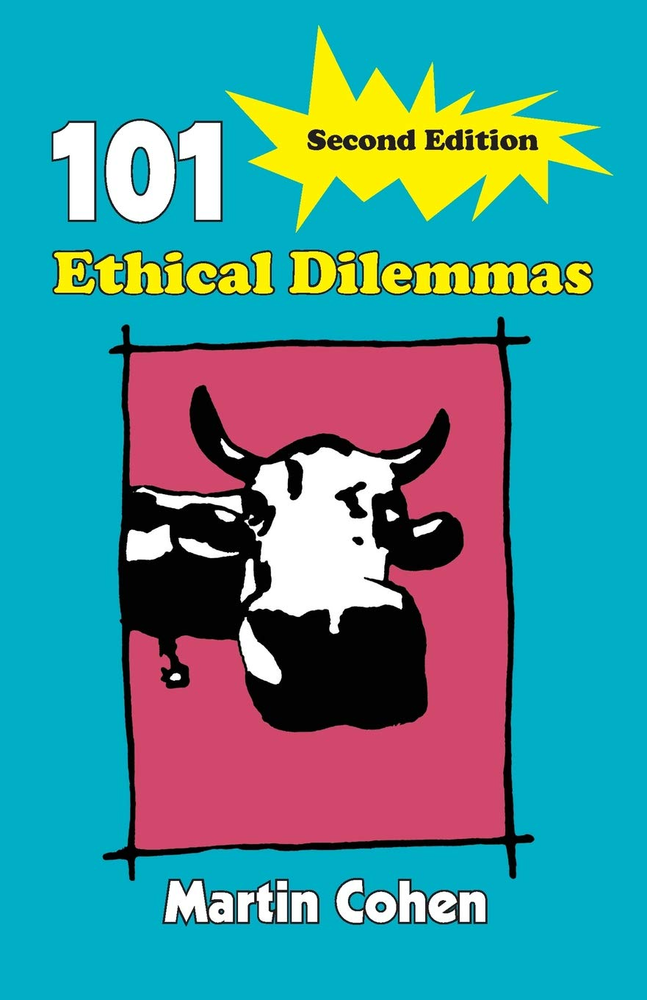 101
Second Edition
Ethical Dilemmas
Martin Cohen